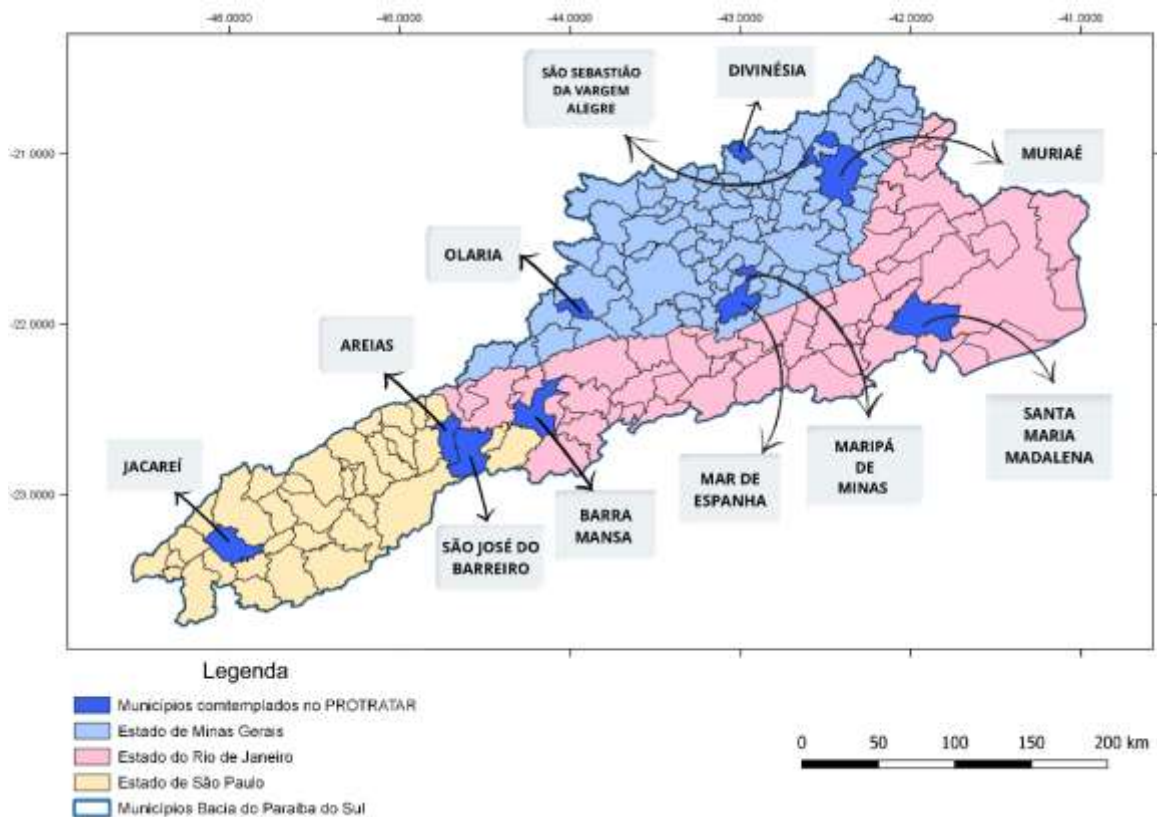 -46.0000 -45.0000 -44.0000 -43.0000 -42.0000 -41.0000
SÃO SEBASTIÃO
DA VARGEM
ALEGRE
DIVINÉSIA
-21.0000
MURIAÉ
OLARIA
-22.0000
AREIAS
SANTA
MARIA
MADALENA
MARIPÁ
DE
MINAS
MAR DE
ESPANHA
JACAREÍ
-23.0000
BARRA
MANSA
SÃO JOSÉ DO
BARREIRO
Legenda
Municípios comtemplados no PROTRATAR
Estado de Minas Gerais
Estado do Rio de Janeiro
Estado de São Paulo
Municípios Bacia do Paraíba do Sul
0 50 100 150 200 km